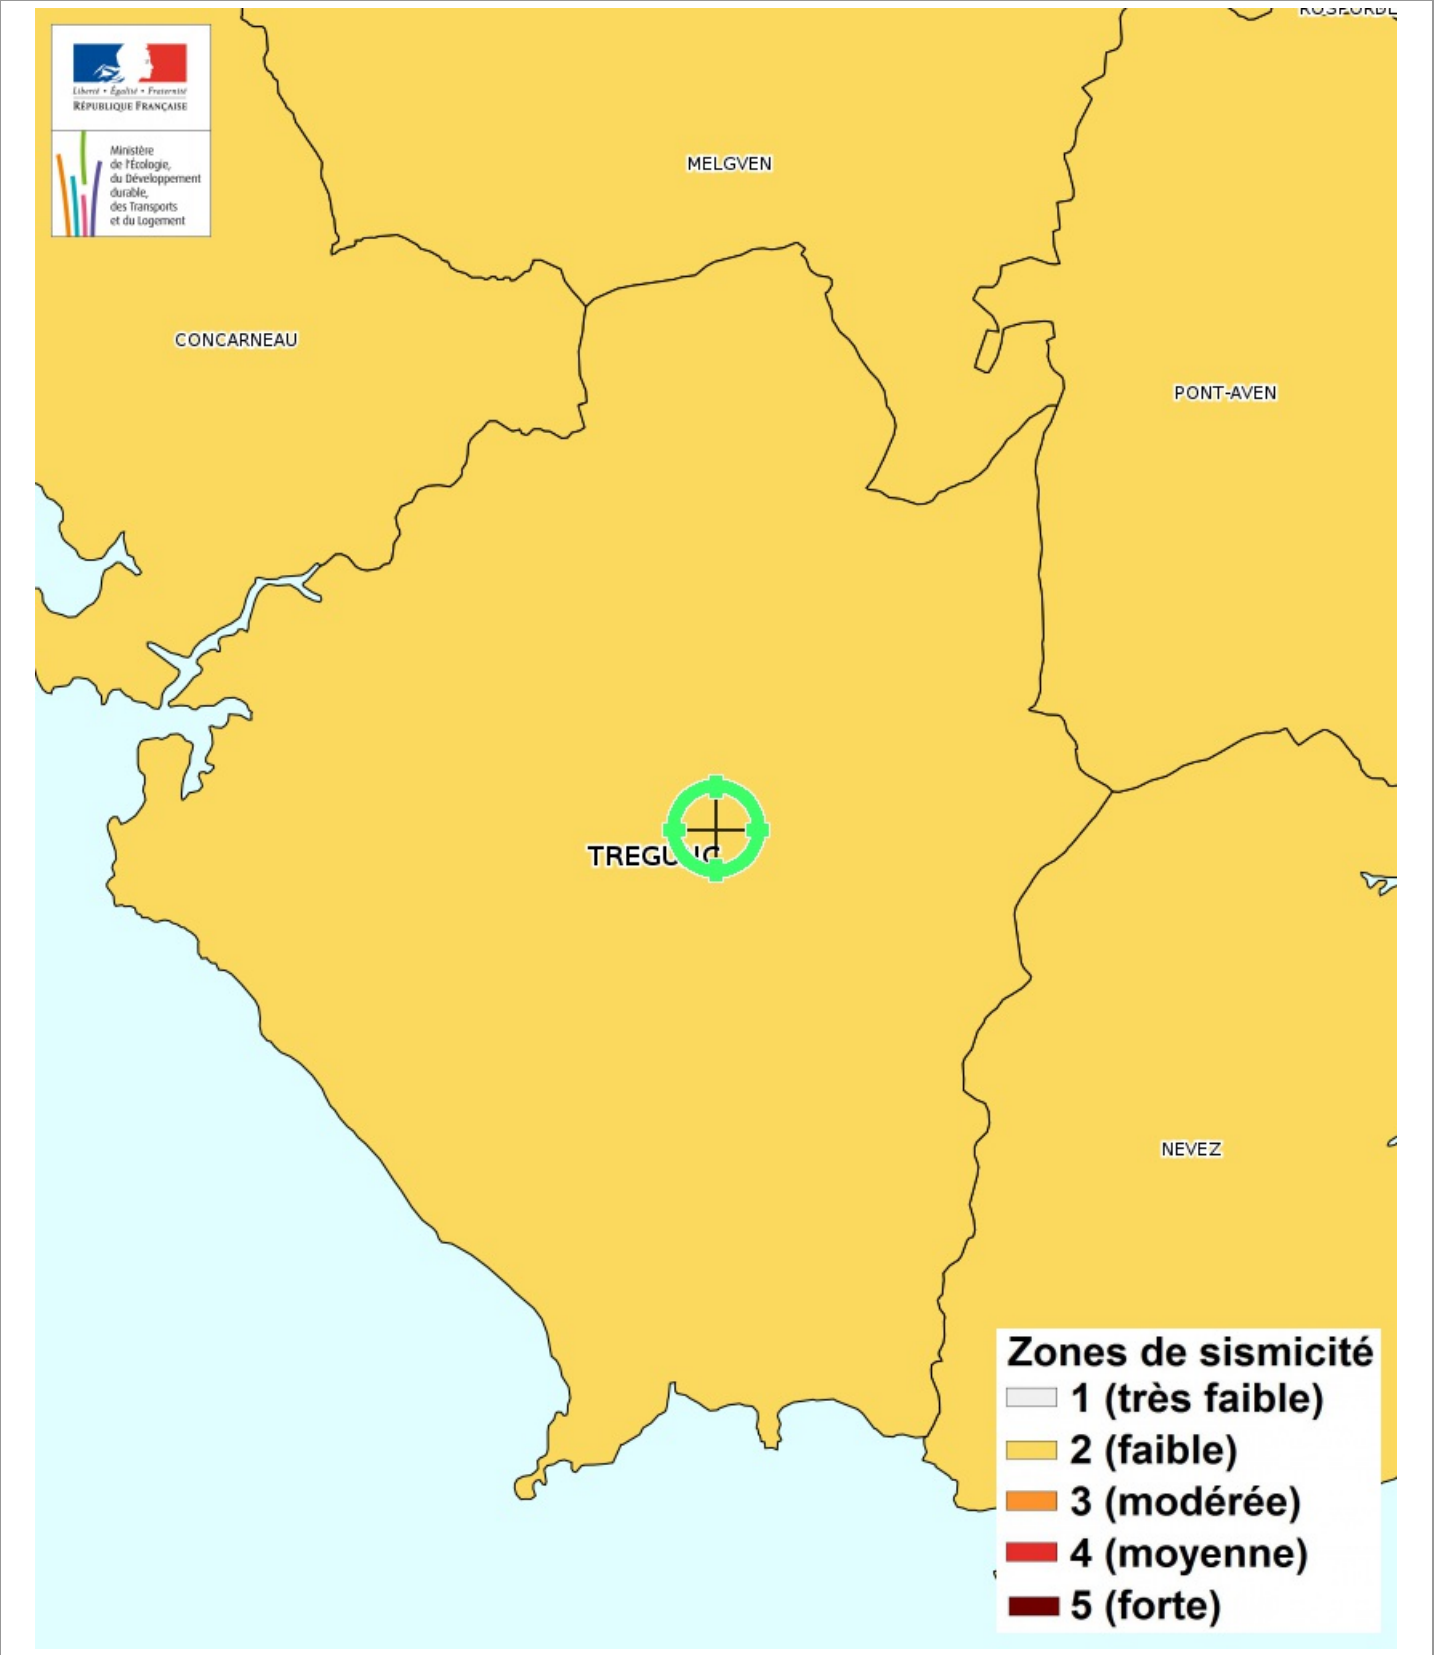 Liberté • Égalité • Fraternité
RÉPUBLIQUE FRANÇAISE
Ministère
de l'Écologie,
du Développement
durable,
des Transports
et du Logement
MELGVEN
CONCARNEAU
PONT-AVEN
NEVEZ
Zones de sismicité
1 (très faible)
2 (faible)
3 (modérée)
4 (moyenne)
5 (forte)